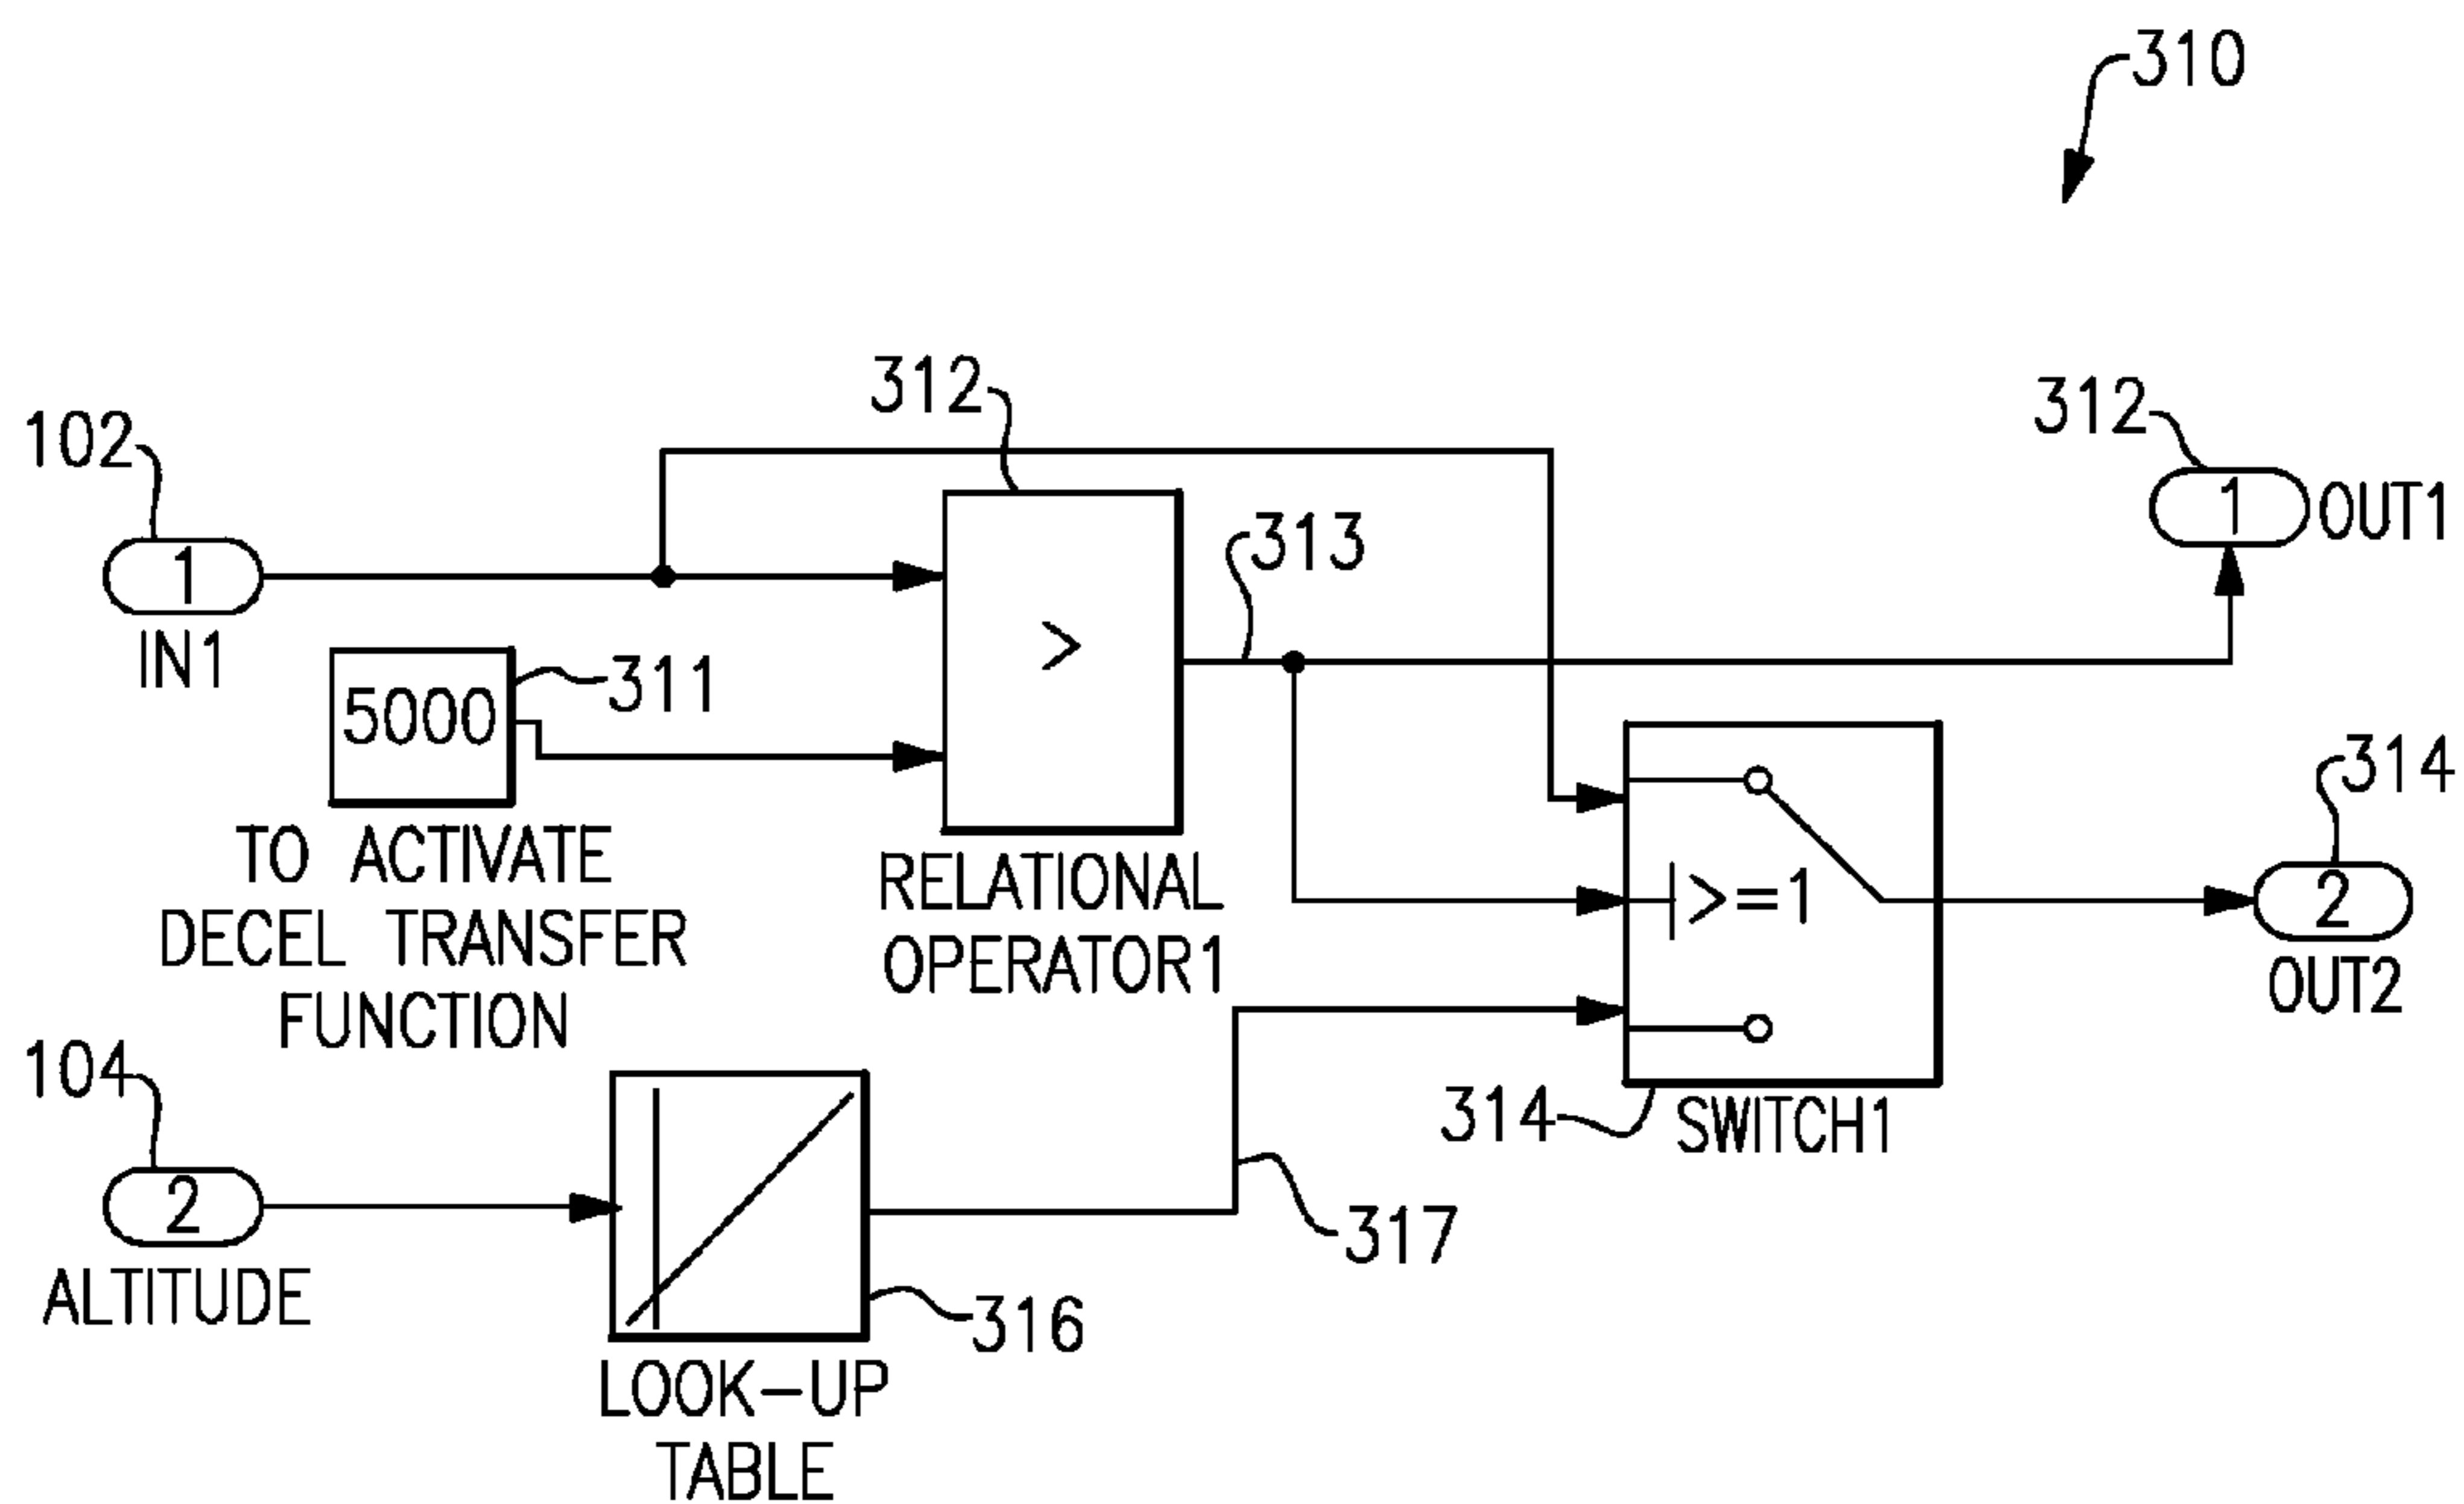 310
312
312
102
1
OUT1
313
1
IN1
311
>
5000
314
TO ACTIVATE
DECEL TRANSFER
FUNCTION
RELATIONAL
OPERATOR1
>=1
2
OUT2
104
314
SWITCH1
2
317
ALTITUDE
316
LOOK-UP
TABLE